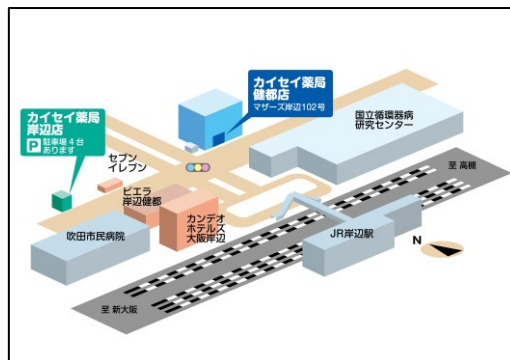 カイセイ薬局
健都店
マザーズ岸辺102号
国立循環器病
研究センター
カイセイ薬局
岸辺店
P 駐車場4台
あります
セブン
イレブン
至 高槻
ビエラ
岸辺健都
カンデオ
ホテルズ
大阪岸辺
吹田市民病院
JR岸辺駅
N
至 新大阪